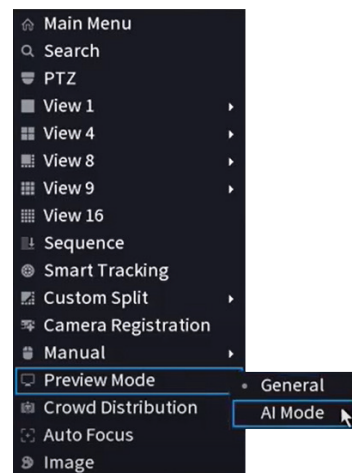 Main Menu
Search
PTZ
View 1
View 4
View 8
View 9
View 16
Sequence
Smart Tracking
Custom Split
Camera Registration
Manual
Preview Mode
General
AI Mode
Crowd Distribution
Auto Focus
Image